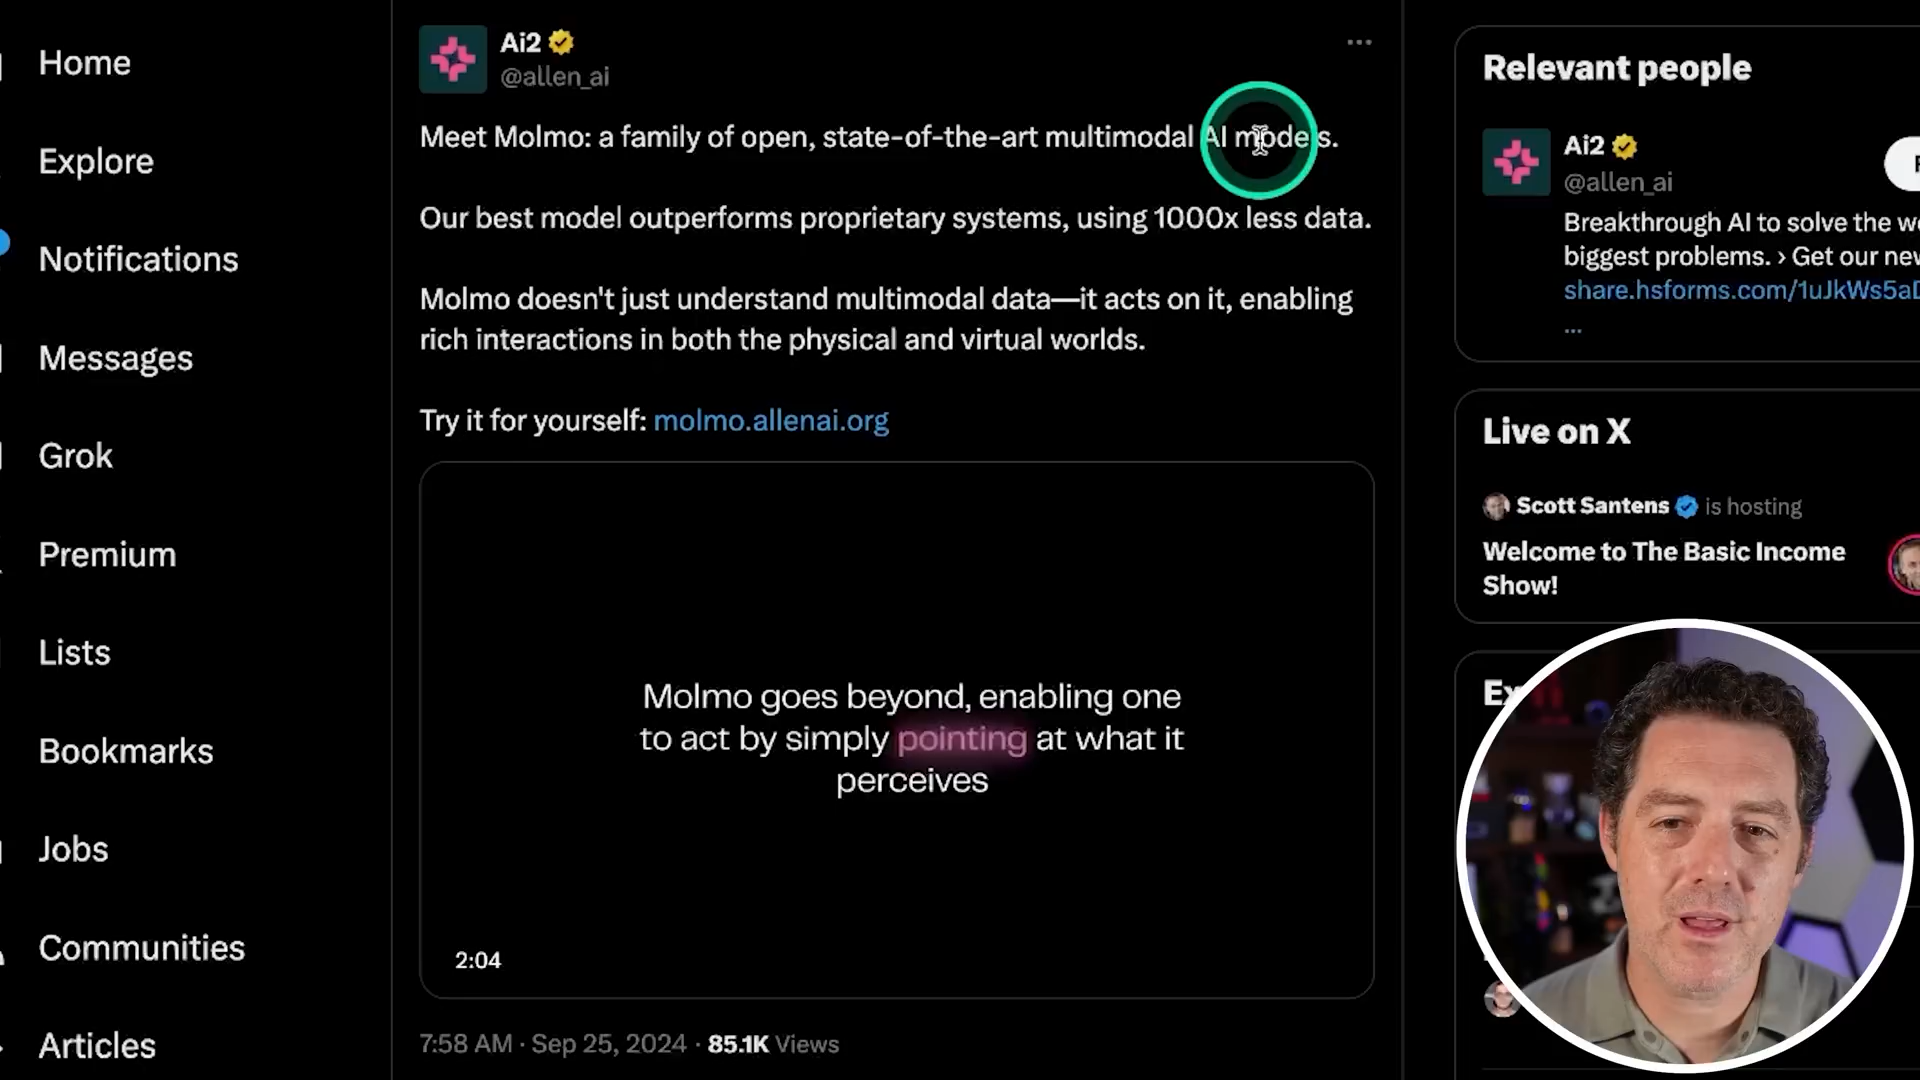 Home
Explore
Notifications
Messages
Grok
Premium
Lists
Bookmarks
Jobs
Communities
Articles
Ai2
@allen_ai
Meet Molmo: a family of open, state-of-the-art multimodal AI models.
Our best model outperforms proprietary systems, using 1000x less data.
Molmo doesn't just understand multimodal data—it acts on it, enabling
rich interactions in both the physical and virtual worlds.
Try it for yourself: molmo.allenai.org
Molmo goes beyond, enabling one
to act by simply pointing at what it
perceives
2:04
7:58 AM · Sep 25, 2024 · 85.1K Views
Relevant people
Ai2
@allen_ai
Breakthrough AI to solve the
biggest problems. › Get our
share.hsforms.com/1uJkWs5a
...
Live on X
Scott Santens is hosting
Welcome to The Basic Income
Show!